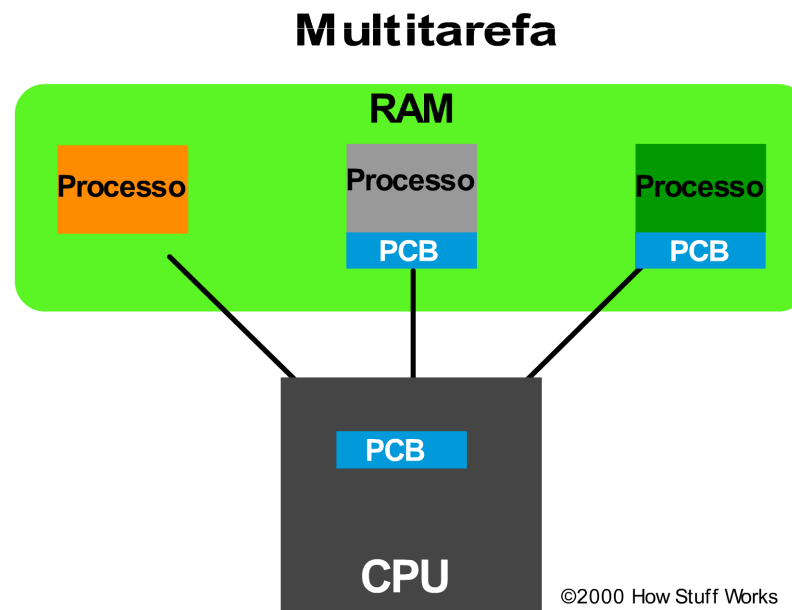 Multitarefa
RAM
Processo
Processo
Processo
PCB
PCB
PCB
CPU
©2000 How Stuff Works